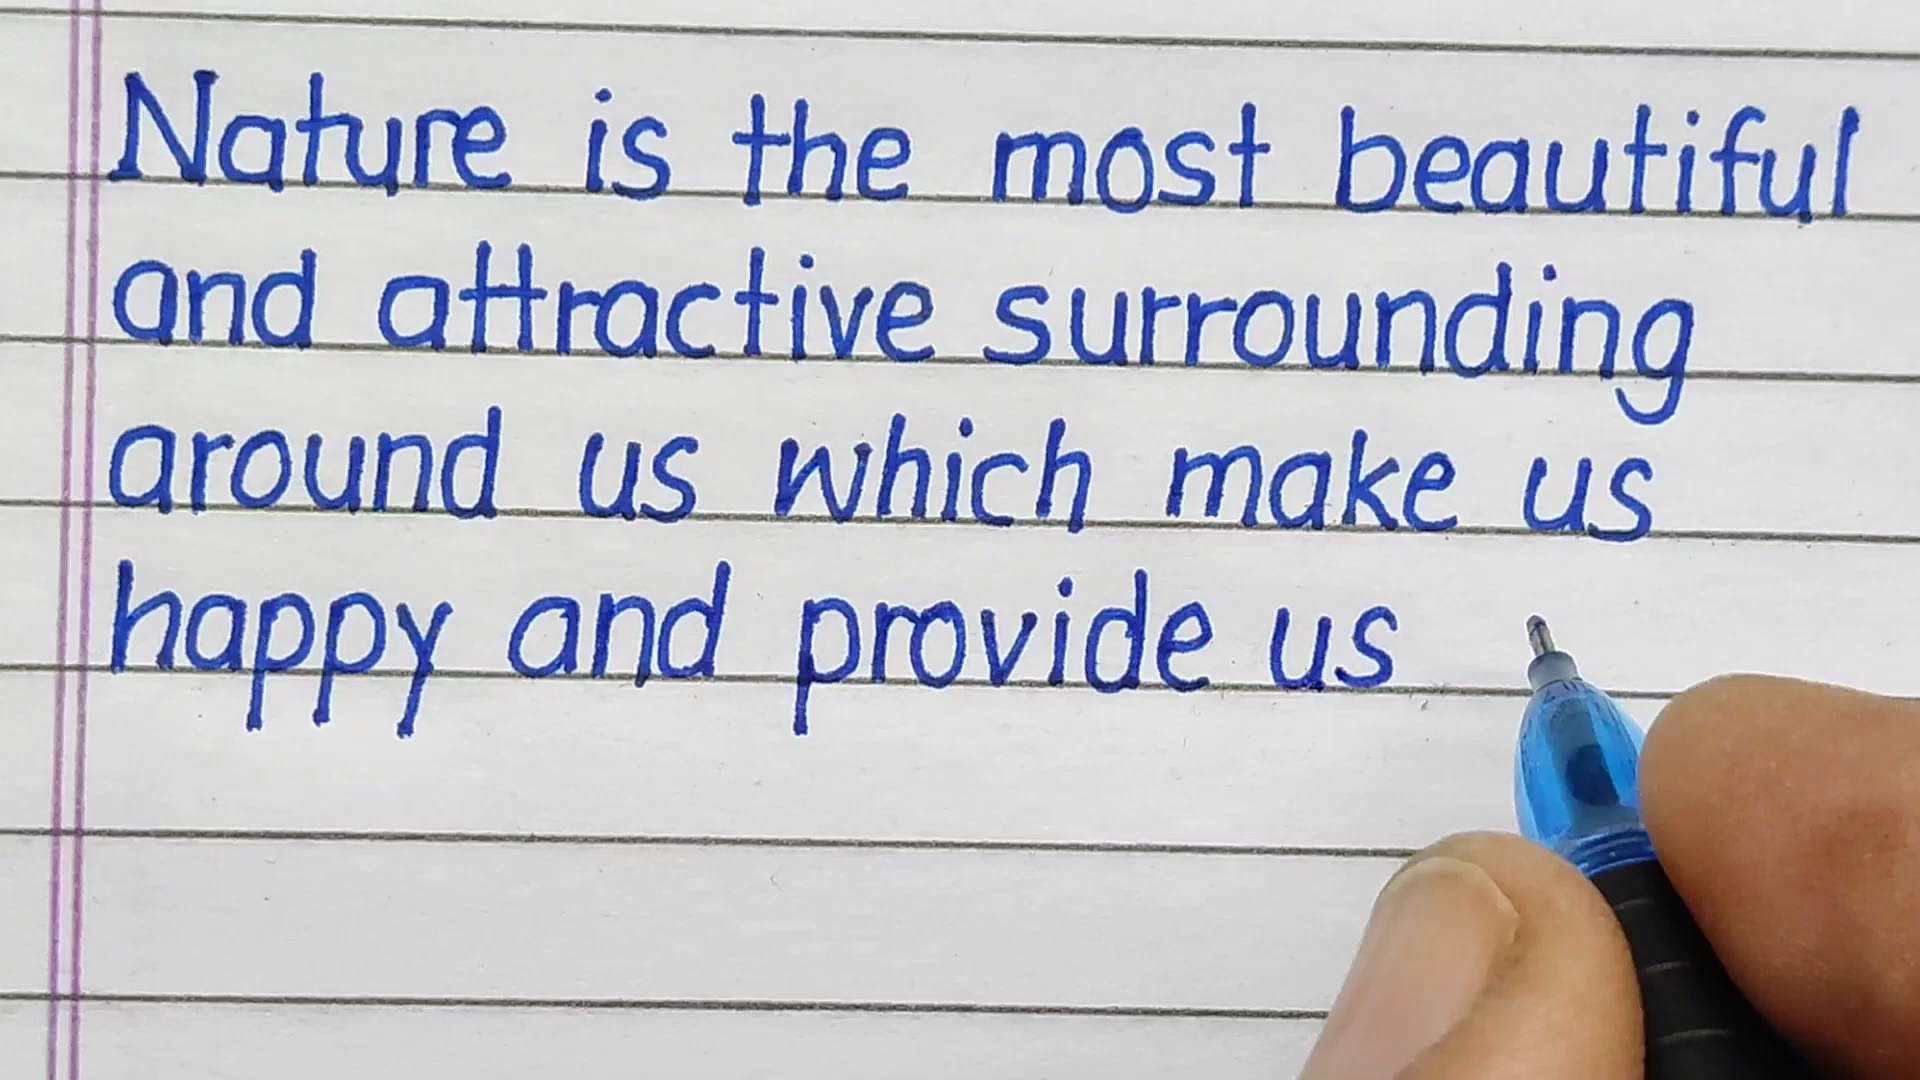 Nature is the most beautiful
and attractive surrounding
around us which make us
happy and provide us